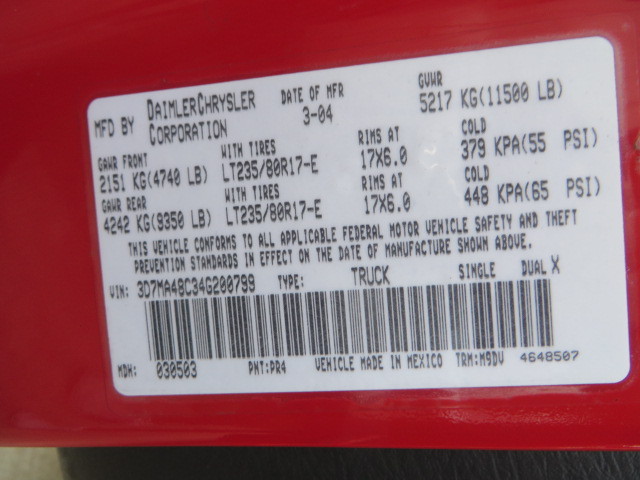 MFD BY DAIMLERCHRYSLER CORPORATION DATE OF MFR 3-04 GVWR 5217 KG(11500 LB)
GAWR FRONT WITH TIRES RIMS AT COLD
2151 KG(4740 LB) LT235/80R17-E 17X6.0 379 KPA(55 PSI)
GAWR REAR WITH TIRES RIMS AT COLD
4242 KG(9350 LB) LT235/80R17-E 17X6.0 448 KPA(65 PSI)
THIS VEHICLE CONFORMS TO ALL APPLICABLE FEDERAL MOTOR VEHICLE SAFETY AND THEFT
PREVENTION STANDARDS IN EFFECT ON THE DATE OF MANUFACTURE SHOWN ABOVE.
VIN: 3D7MA48C34G200799 TYPE: TRUCK SINGLE DUAL X
MDH: 030503 PNT:PR4 VEHICLE MADE IN MEXICO TRM:M9DV 4648507